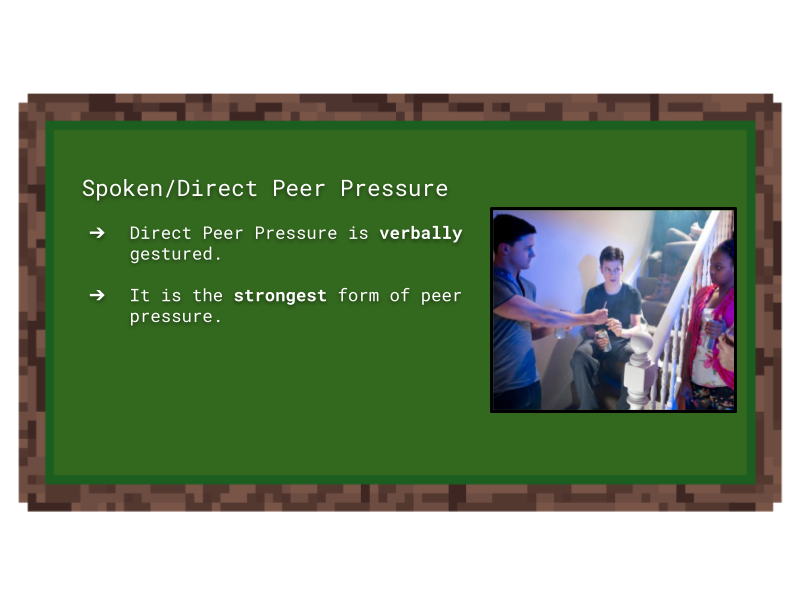 Spoken/Direct Peer Pressure
➔ Direct Peer Pressure is verbally
gestured.
➔ It is the strongest form of peer
pressure.